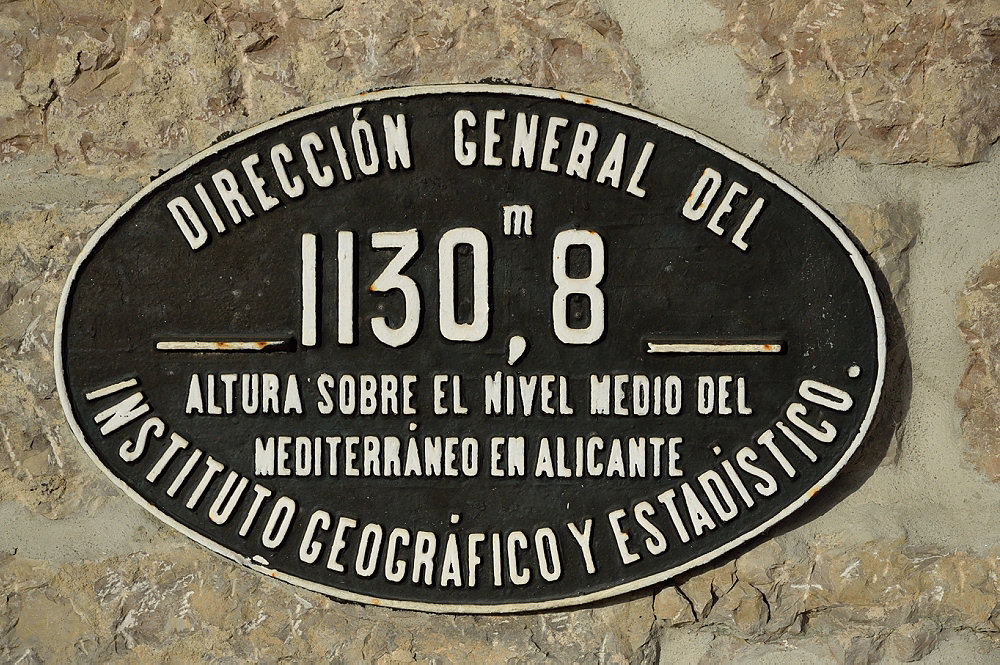 DIRECCIÓN GENERAL DEL
1130,8 m
ALTURA SOBRE EL NIVEL MEDIO DEL
MEDITERRÁNEO EN ALICANTE
INSTITUTO GEOGRÁFICO Y ESTADÍSTICO.